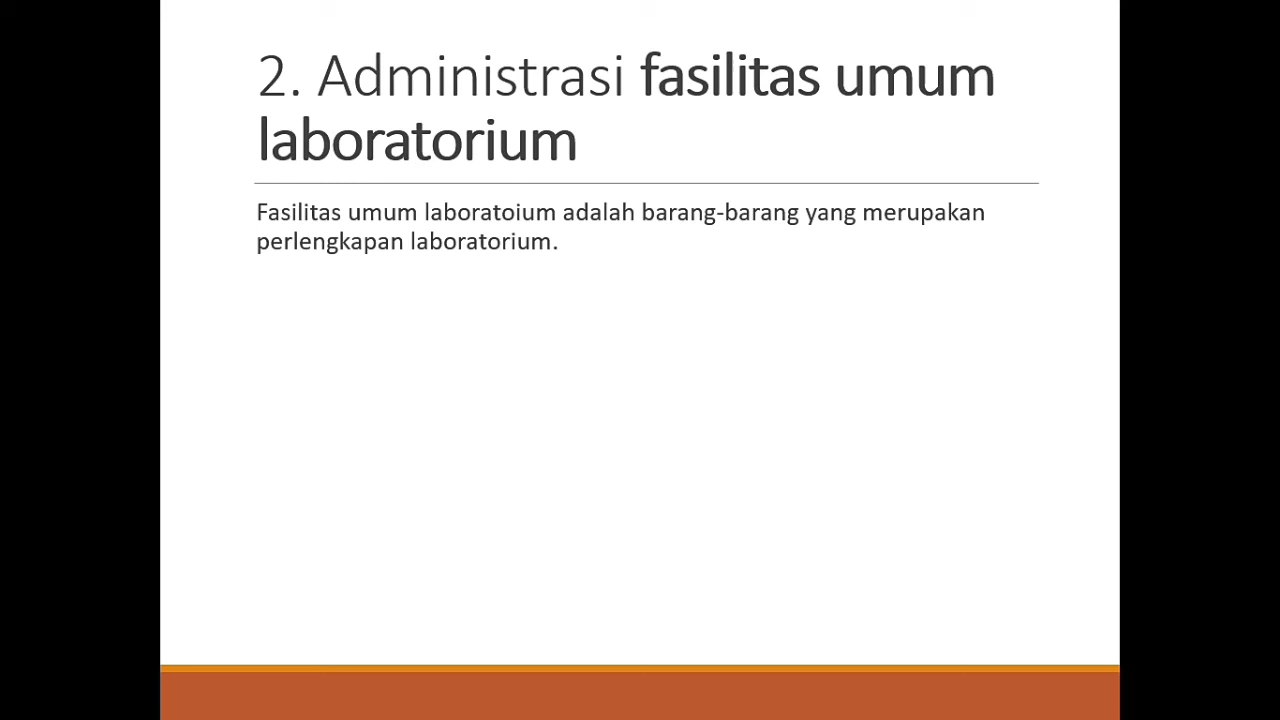 2. Administrasi fasilitas umum
laboratorium
Fasilitas umum laboratoium adalah barang-barang yang merupakan
perlengkapan laboratorium.